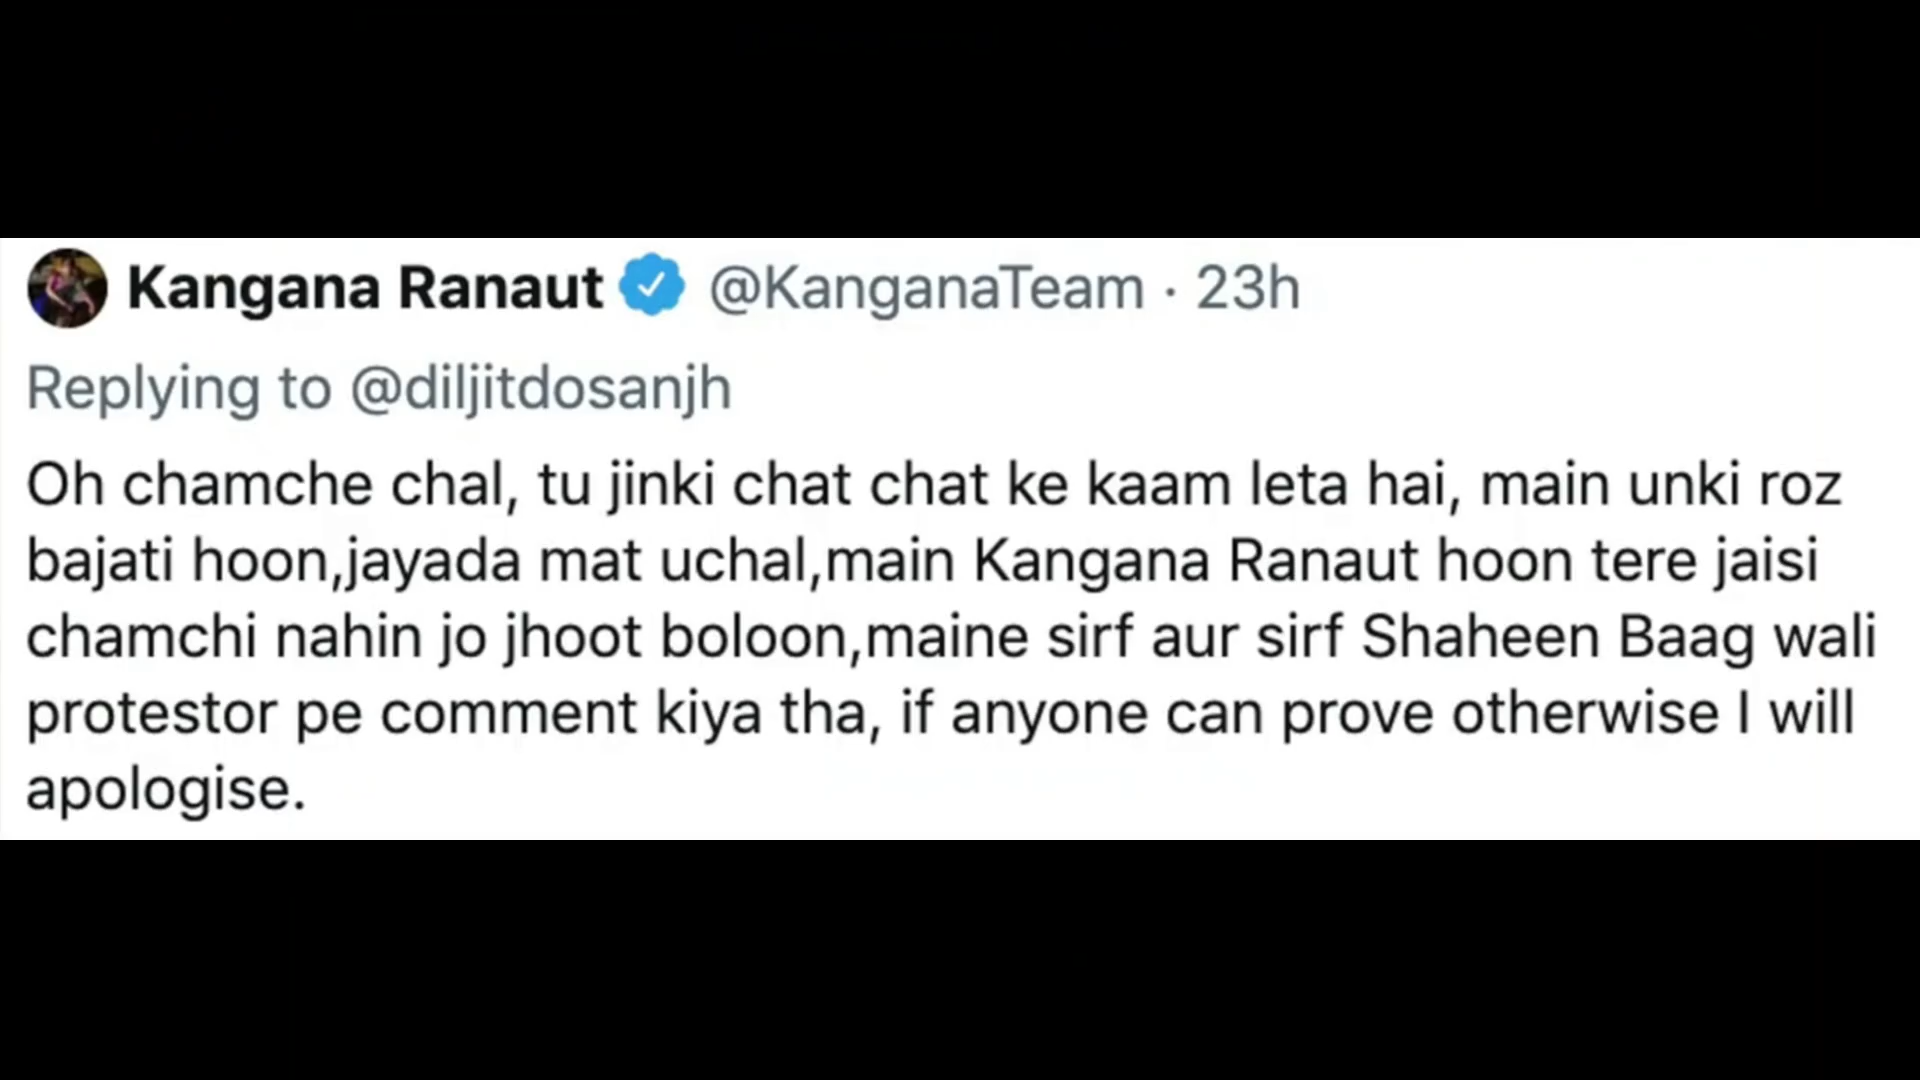 Kangana Ranaut @KanganaTeam · 23h
Replying to @diljitdosanjh
Oh chamche chal, tu jinki chat chat ke kaam leta hai, main unki roz
bajati hoon,jayada mat uchal,main Kangana Ranaut hoon tere jaisi
chamchi nahin jo jhoot boloon,maine sirf aur sirf Shaheen Baag wali
protestor pe comment kiya tha, if anyone can prove otherwise I will
apologise.